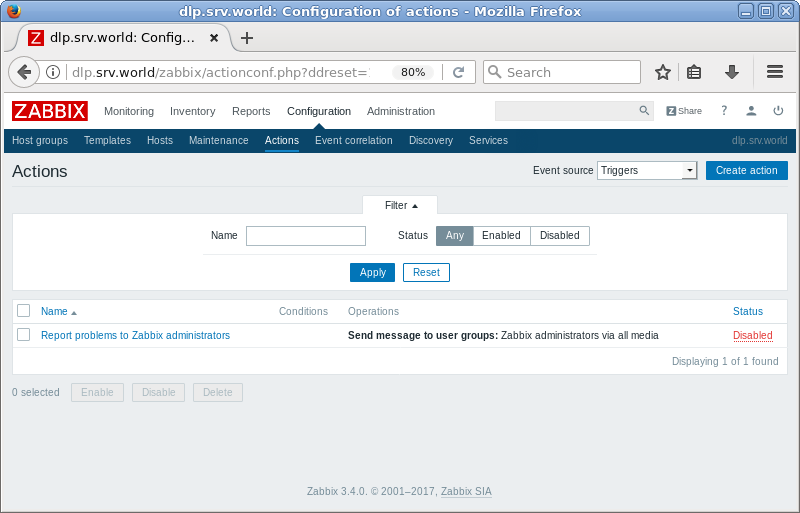 dlp.srv.world: Configuration of actions - Mozilla Firefox
Z dlp.srv.world: Config...
dlp.srv.world/zabbix/actionconf.php?ddreset= 80% Search
ZABBIX Monitoring Inventory Reports Configuration Administration Z Share ?
Host groups Templates Hosts Maintenance Actions Event correlation Discovery Services dlp.srv.world
Actions Event source Triggers Create action
Filter
Name Status Any Enabled Disabled
Apply Reset
Name Conditions Operations Status
Report problems to Zabbix administrators Send message to user groups: Zabbix administrators via all media Disabled
Displaying 1 of 1 found
0 selected Enable Disable Delete
Zabbix 3.4.0. © 2001–2017, Zabbix SIA